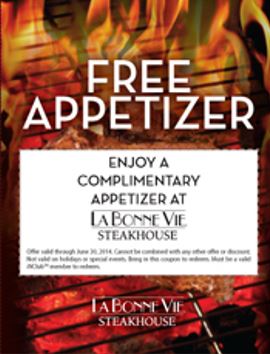 FREE
APPETIZER
ENJOY A
COMPLIMENTARY
APPETIZER AT
LA BONNE VIE
STEAKHOUSE
Offer valid through June 30, 2014. Cannot be combined with any other offer or discount.
Not valid on holidays or special events. Bring in this coupon to redeem. Must be a valid
member to redeem.
LA BONNE VIE
STEAKHOUSE